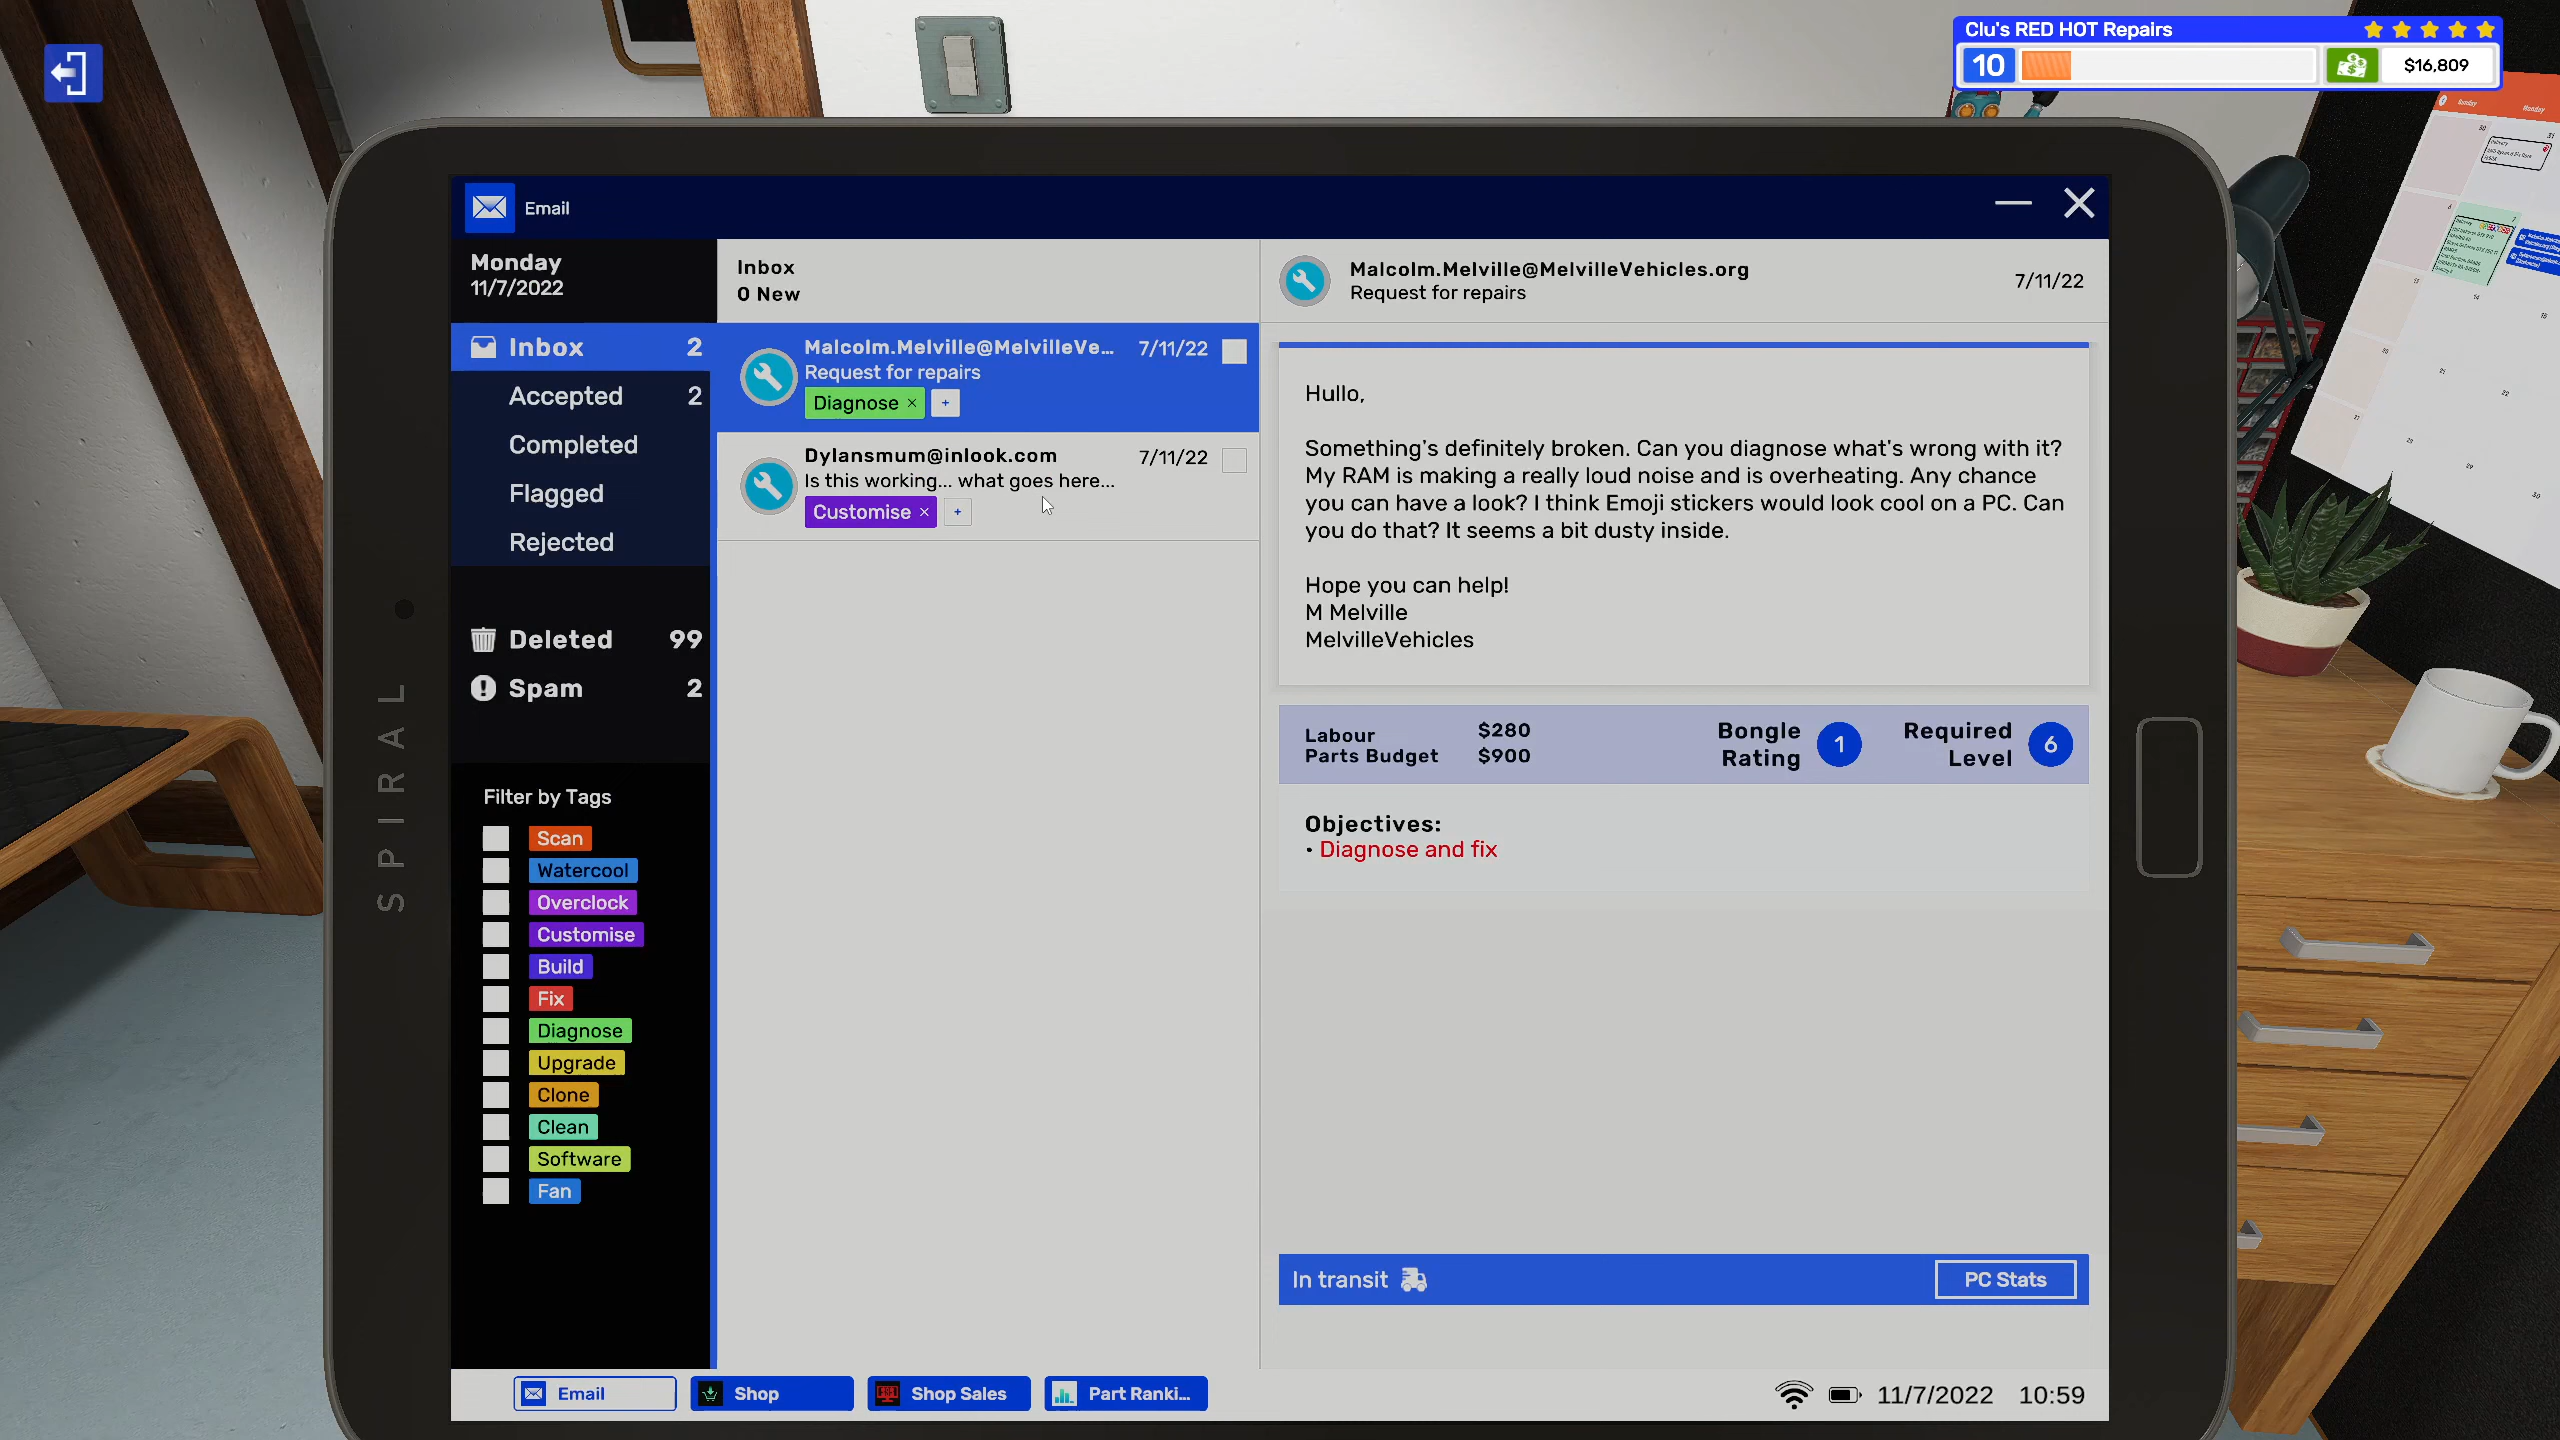 Clu's RED HOT Repairs
10
$16,809
Sunday
Monday
Email
Monday
11/7/2022
Inbox 2
Accepted 2
Completed
Flagged
Rejected
Deleted 99
Spam 2
Filter by Tags
Scan
Watercool
Overclock
Customise
Build
Fix
Diagnose
Upgrade
Clone
Clean
Software
Fan
Inbox
0 New
Malcolm.Melville@MelvilleVe... 7/11/22
Request for repairs
Diagnose × +
Dylansmum@inlook.com 7/11/22
Is this working... what goes here...
Customise × +
Malcolm.Melville@MelvilleVehicles.org
Request for repairs
7/11/22
Hullo,
Something's definitely broken. Can you diagnose what's wrong with it?
My RAM is making a really loud noise and is overheating. Any chance
you can have a look? I think Emoji stickers would look cool on a PC. Can
you do that? It seems a bit dusty inside.
Hope you can help!
M Melville
MelvilleVehicles
Labour $280
Parts Budget $900
Bongle
Rating 1
Required
Level 6
Objectives:
• Diagnose and fix
In transit
PC Stats
Email
Shop
Shop Sales
Part Ranki...
11/7/2022 10:59
SPIRAL